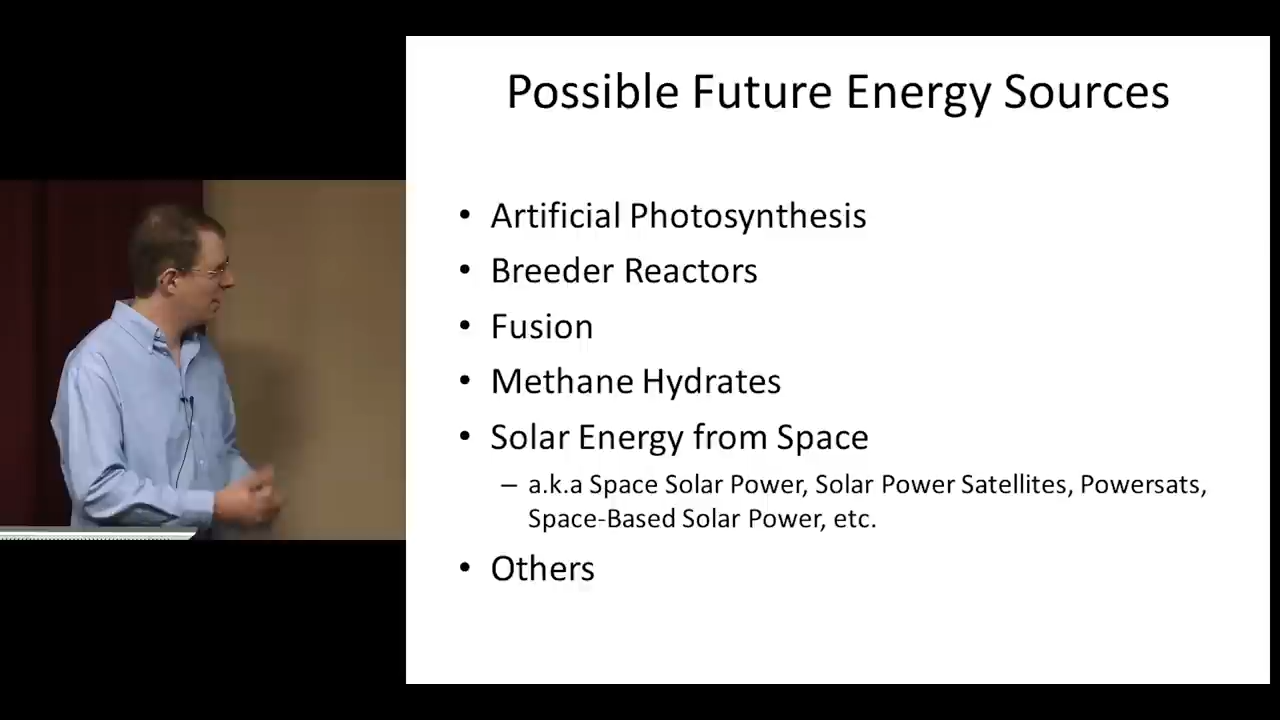 Possible Future Energy Sources
• Artificial Photosynthesis
• Breeder Reactors
• Fusion
• Methane Hydrates
• Solar Energy from Space
– a.k.a Space Solar Power, Solar Power Satellites, Powersats,
Space-Based Solar Power, etc.
• Others